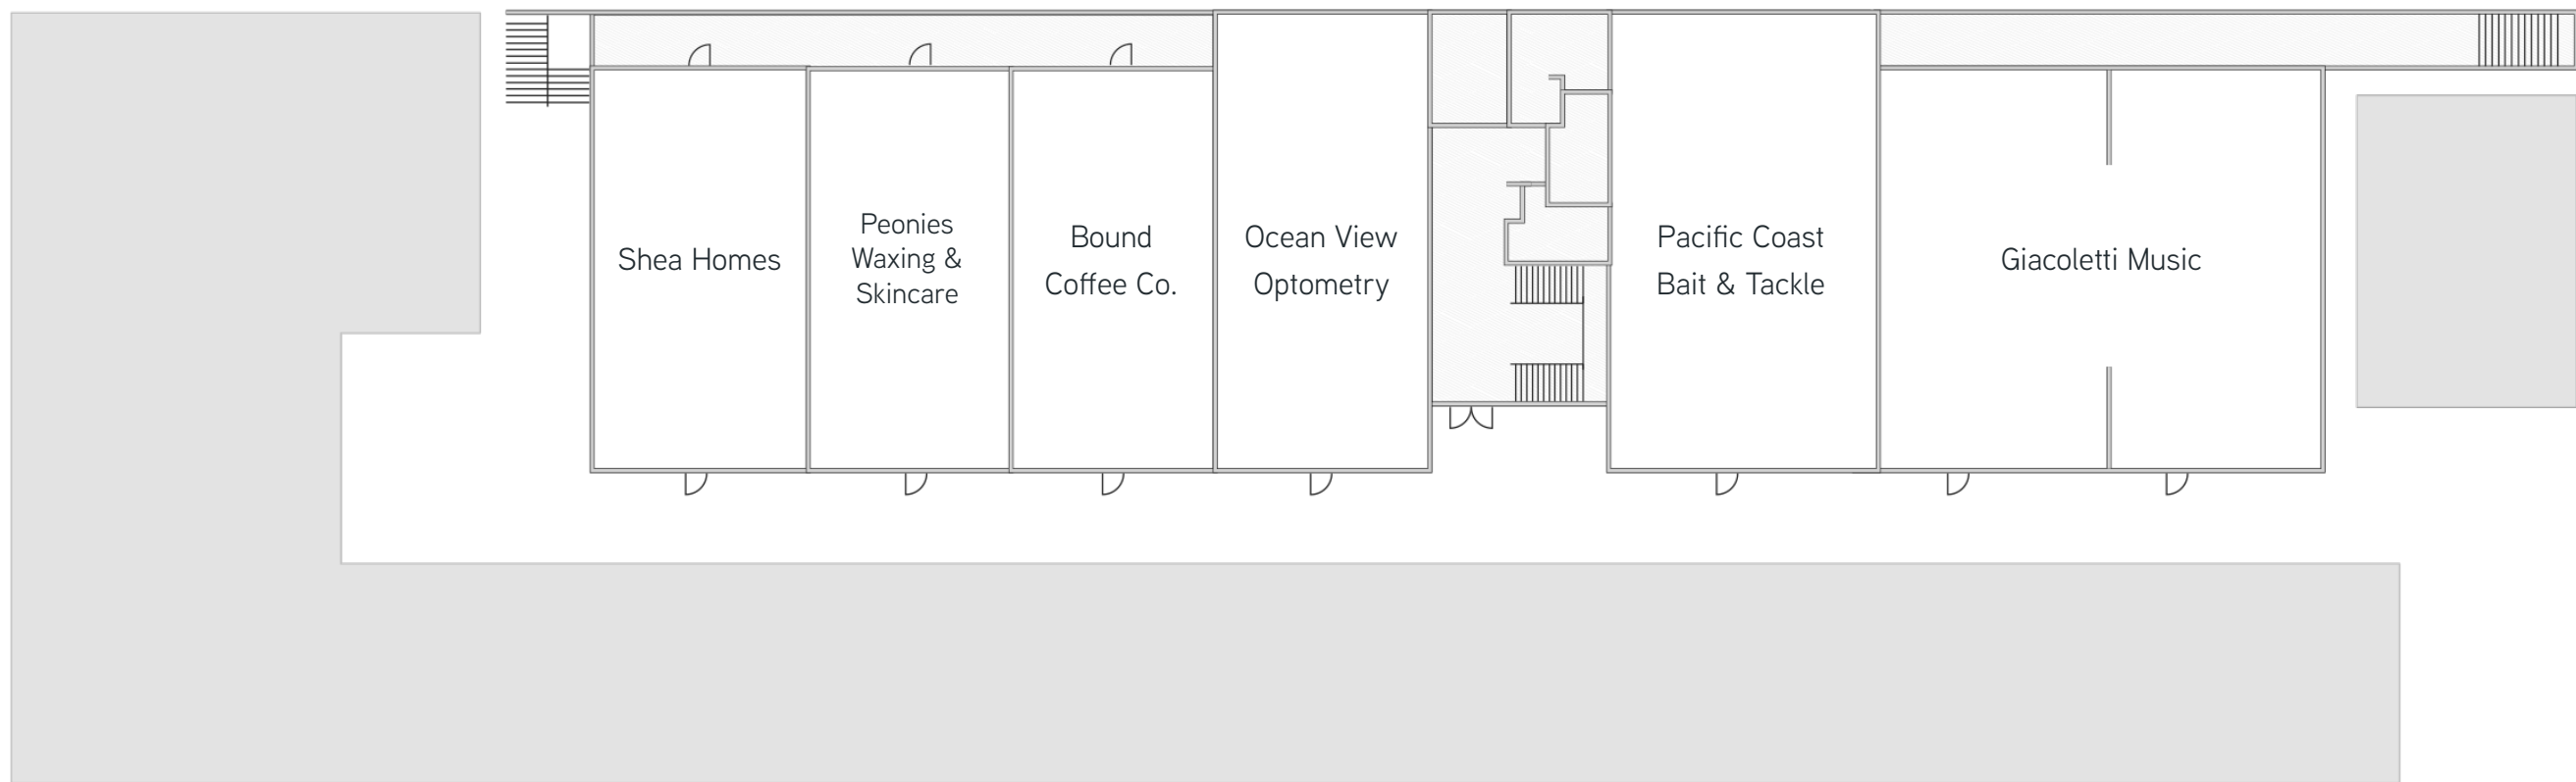 Shea Homes
Peonies
Waxing &
Skincare
Bound
Coffee Co.
Ocean View
Optometry
Pacific Coast
Bait & Tackle
Giacoletti Music